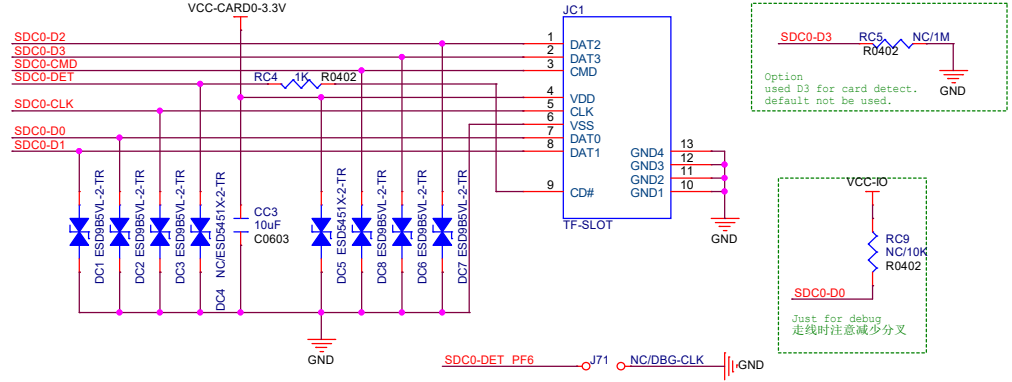 VCC-CARD0-3.3V
JC1
SDC0-D2
SDC0-D3
SDC0-CMD
SDC0-DET
SDC0-CLK
SDC0-D0
SDC0-D1
RC4 1K R0402
1 DAT2
2 DAT3
3 CMD
4 VDD
5 CLK
6 VSS
7 DAT0
8 DAT1
9 CD#
GND4 13
GND3 12
GND2 11
GND1 10
TF-SLOT
GND
DC1 ESD9B5VL-2-TR
DC2 ESD9B5VL-2-TR
DC3 ESD9B5VL-2-TR
DC4 NC/ESD5451X-2-TR
CC3
10uF
C0603
DC5 ESD5451X-2-TR
DC8 ESD9B5VL-2-TR
DC6 ESD9B5VL-2-TR
DC7 ESD9B5VL-2-TR
GND
SDC0-D3 RC5 NC/1M
R0402
GND
Option
used D3 for card detect.
default not be used.
VCC-IO
RC9
NC/10K
R0402
SDC0-D0
Just for debug
走线时注意减少分叉
SDC0-DET PF6 J71 NC/DBG-CLK GND